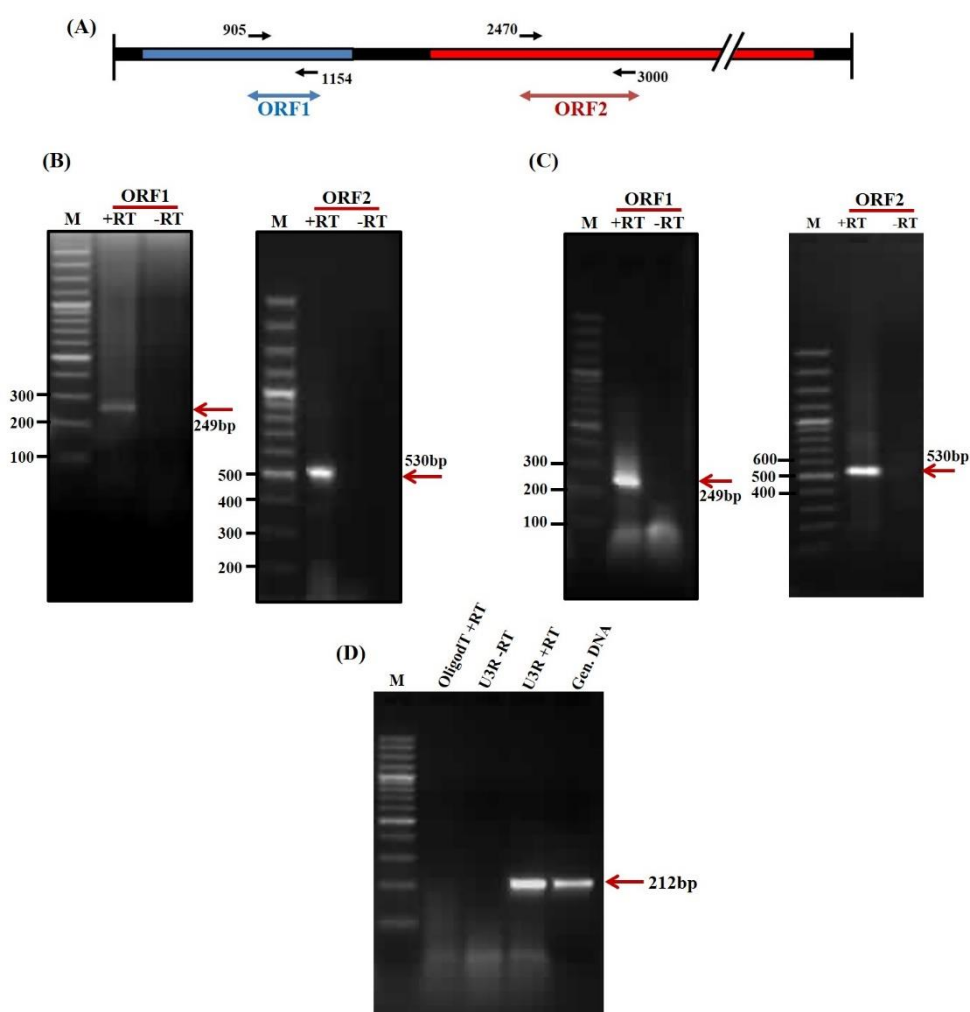 (A)
905
2470
1154
3000
ORF1
ORF2
(B)
ORF1
M +RT -RT
300
200
100
249bp
ORF2
M +RT -RT
500
400
300
200
530bp
(C)
ORF1
M +RT -RT
300
200
100
249bp
ORF2
M +RT -RT
600
500
400
530bp
(D)
M
OligodT +RT
U3R -RT
U3R +RT
Gen. DNA
212bp